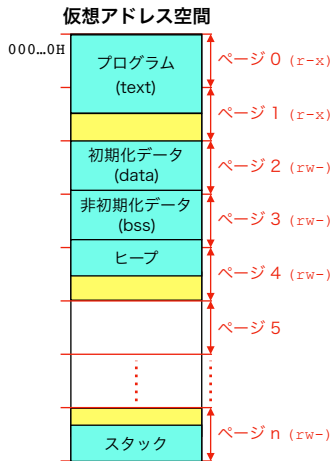 仮想アドレス空間
000…0H
プログラム
(text)
ページ 0 (r-x)
ページ 1 (r-x)
初期化データ
(data)
ページ 2 (rw-)
非初期化データ
(bss)
ページ 3 (rw-)
ヒープ
ページ 4 (rw-)
ページ 5
スタック
ページ n (rw-)